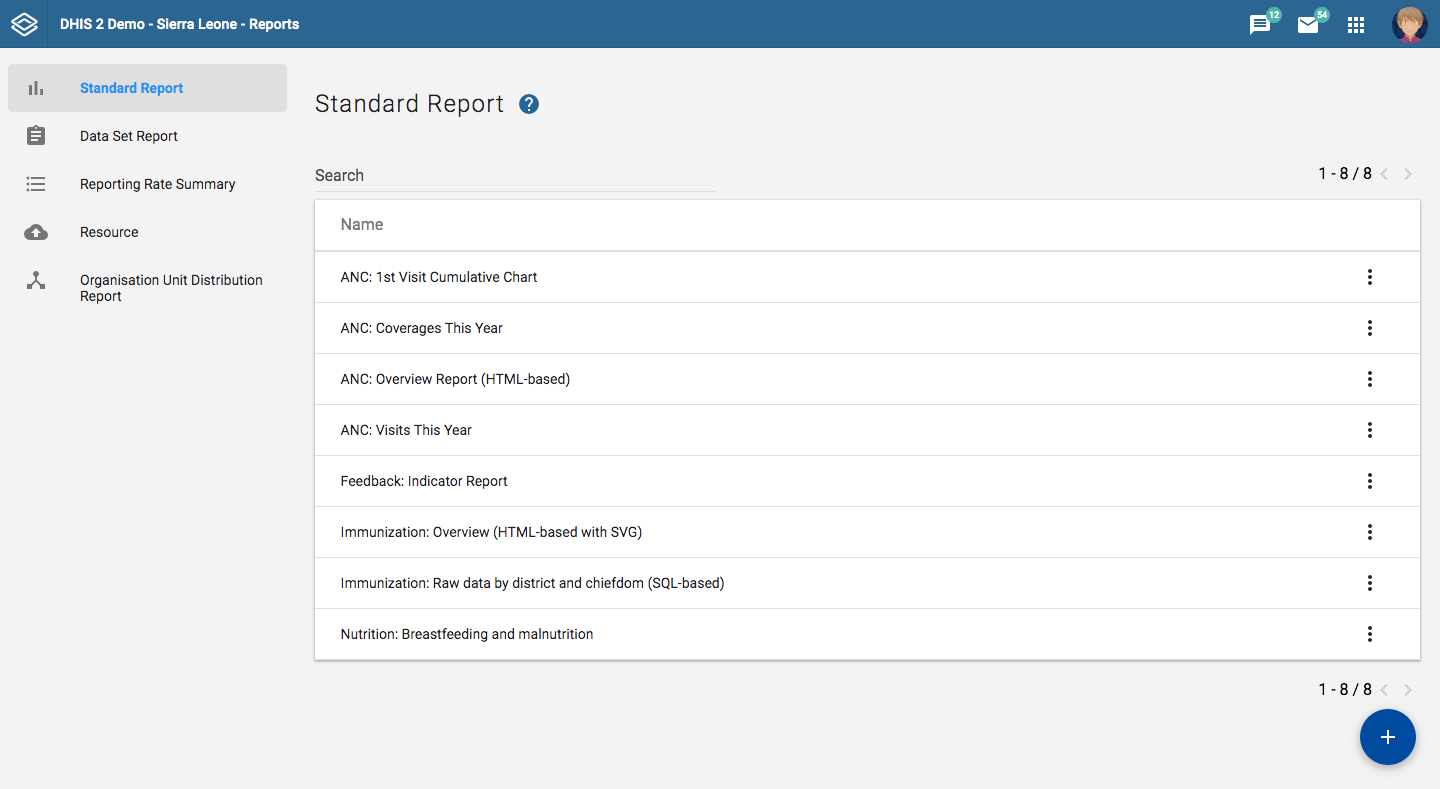 DHIS 2 Demo - Sierra Leone - Reports
12
54
Standard Report
Data Set Report
Reporting Rate Summary
Resource
Organisation Unit Distribution
Report
Standard Report
?
Search
1 - 8 / 8
Name
ANC: 1st Visit Cumulative Chart
ANC: Coverages This Year
ANC: Overview Report (HTML-based)
ANC: Visits This Year
Feedback: Indicator Report
Immunization: Overview (HTML-based with SVG)
Immunization: Raw data by district and chiefdom (SQL-based)
Nutrition: Breastfeeding and malnutrition
1 - 8 / 8
+